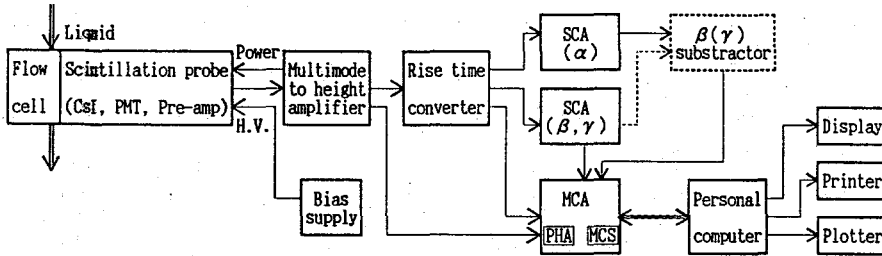 Liquid
Flow
cell
Scintillation probe
(CsI, PMT, Pre-amp)
Power
H.V.
Multimode
to height
amplifier
Bias
supply
Rise time
converter
SCA
(α)
SCA
(β,γ)
β(γ)
substractor
MCA
PHA
MCS
Personal
computer
Display
Printer
Plotter